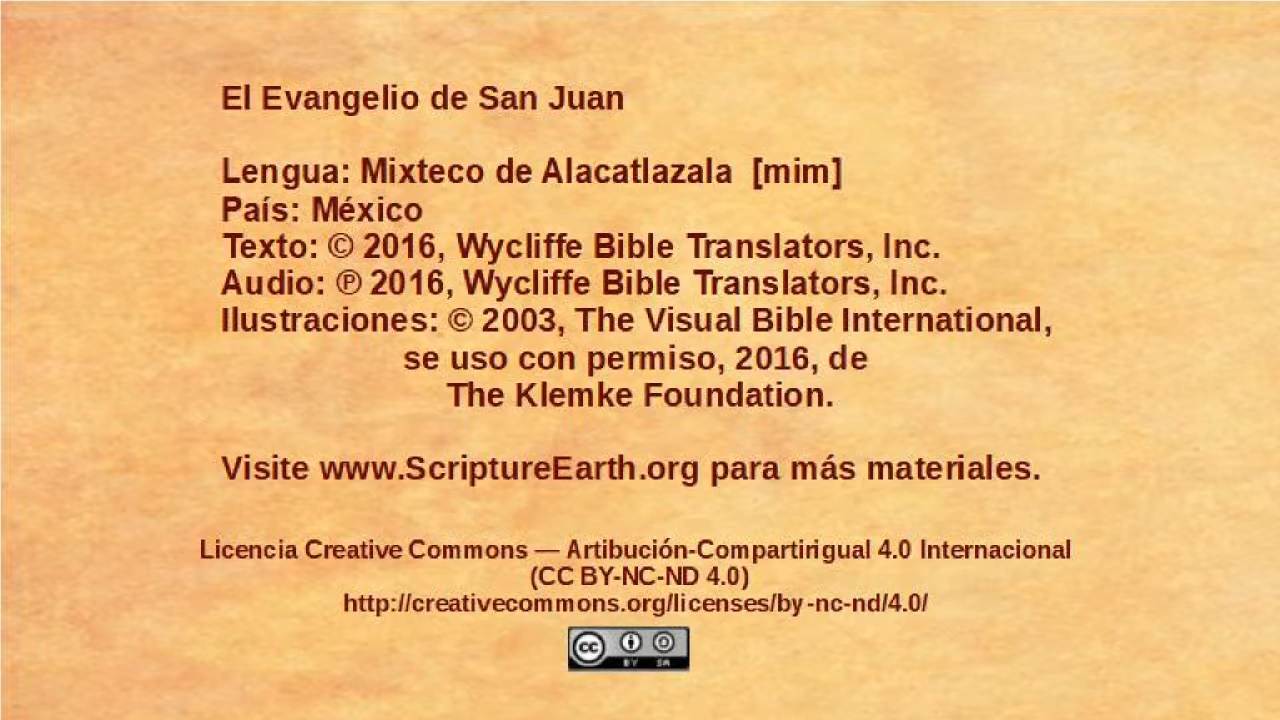 El Evangelio de San Juan
Lengua: Mixteco de Alacatlazala [mim]
País: México
Texto: © 2016, Wycliffe Bible Translators, Inc.
Audio: ℗ 2016, Wycliffe Bible Translators, Inc.
Ilustraciones: © 2003, The Visual Bible International,
se uso con permiso, 2016, de
The Klemke Foundation.
Visite www.ScriptureEarth.org para más materiales.
Licencia Creative Commons — Artibución-Compartirigual 4.0 Internacional
(CC BY-NC-ND 4.0)
http://creativecommons.org/licenses/by-nc-nd/4.0/
cc BY SA